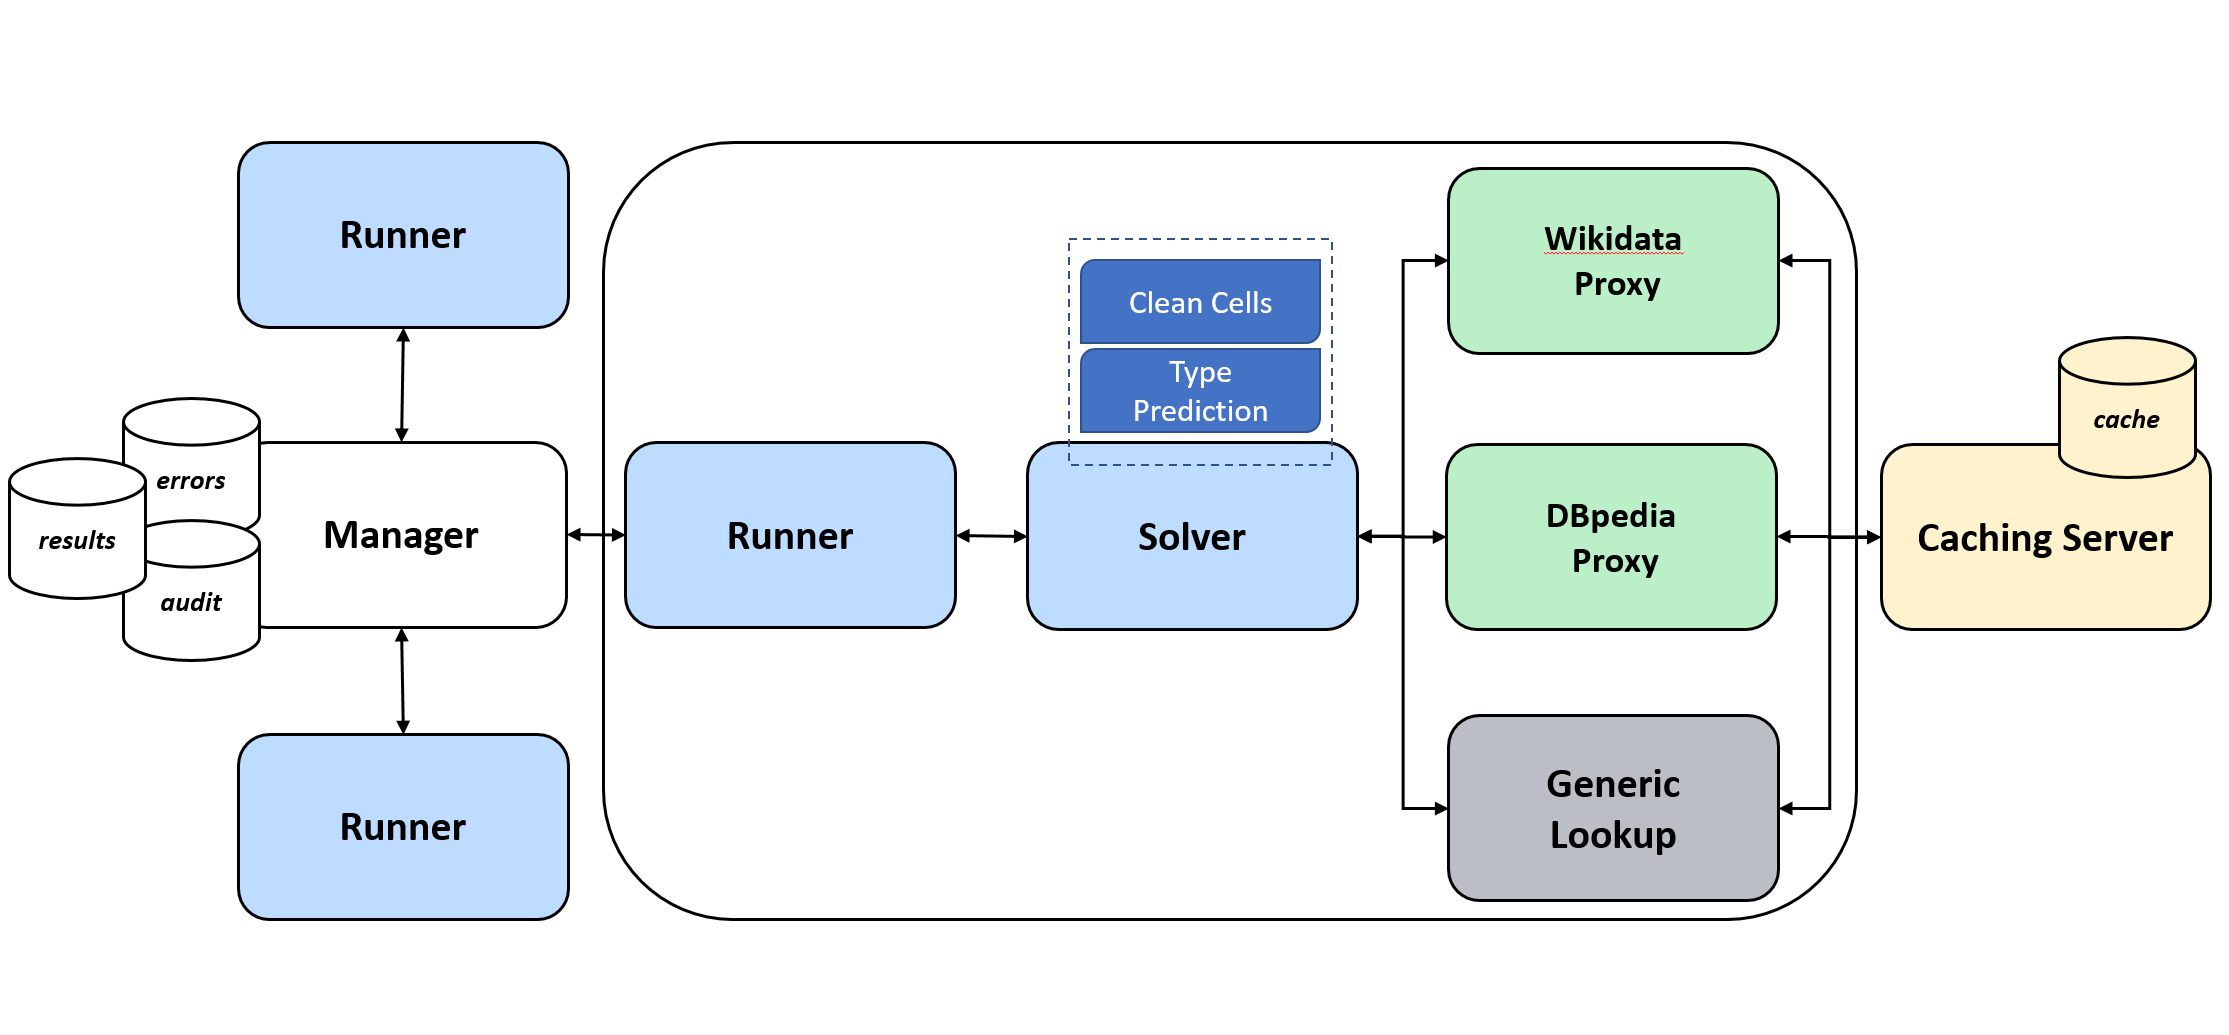 Runner
errors
results
audit
Manager
Runner
Runner
Clean Cells
Type
Prediction
Solver
Wikidata
Proxy
DBpedia
Proxy
Generic
Lookup
cache
Caching Server